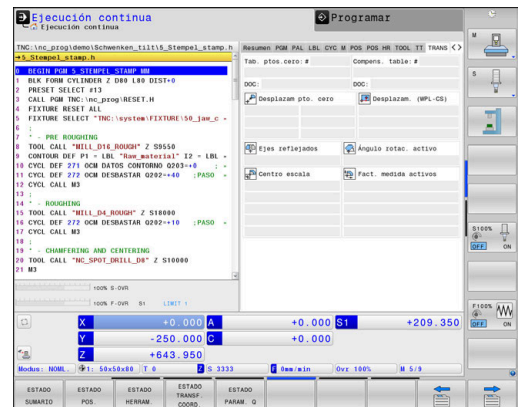 Ejecución continua
Ejecución continua
Programar
TNC:\nc_prog\demo\Schwenken_tilt\5_Stempel_stamp.h
→5_Stempel_stamp.h
0 BEGIN PGM 5_STEMPEL_STAMP MM
1 BLK FORM CYLINDER Z D80 L80 DIST+0
2 PRESET SELECT #13
3 CALL PGM TNC:\nc_prog\RESET.H
4 FIXTURE RESET ALL
5 FIXTURE SELECT "TNC:\system\FIXTURE\50_jaw_c
6 ;
7 * - PRE ROUGHING
8 TOOL CALL "MILL_D16_ROUGH" Z S9550
9 CONTOUR DEF P1 = LBL "Raw_material" I2 = LBL
10 CYCL DEF 271 OCM DATOS CONTORNO Q203=+0 ;
11 CYCL DEF 272 OCM DESBASTAR Q202=+40 ;PASO
12 CYCL CALL M3
13 ;
14 * - ROUGHING
15 TOOL CALL "MILL_D4_ROUGH" Z S18000
16 CYCL DEF 272 OCM DESBASTAR Q202=+10 ;PASO
17 CYCL CALL M3
18 ;
19 * - CHAMFERING AND CENTERING
20 TOOL CALL "NC_SPOT_DRILL_D8" Z S10000
21 M3
Resumen PGM PAL LBL CYC M POS POS HR TOOL TT TRANS
Tab. ptos.cero: # Compens. table: #
DOC: DOC:
Desplazam pto. cero Desplazam. (WPL-CS)
Ejes reflejados Ángulo rotac. activo
Centro escala Fact. medida activos
100% S-OVR
100% F-OVR S1 LIMIT 1
X +0.000 A +0.000 S1 +209.350
Y -250.000 C +0.000
Z +643.950
Modus: NOML. 1: 50x50x80 T 0 Z S 3333 F 0mm/min Ovr 100% M 5/9
ESTADO SUMARIO
ESTADO POS.
ESTADO HERRAM.
ESTADO TRANSF. COORD.
ESTADO PARAM. Q
M
S
S100%
OFF ON
F100%
OFF ON